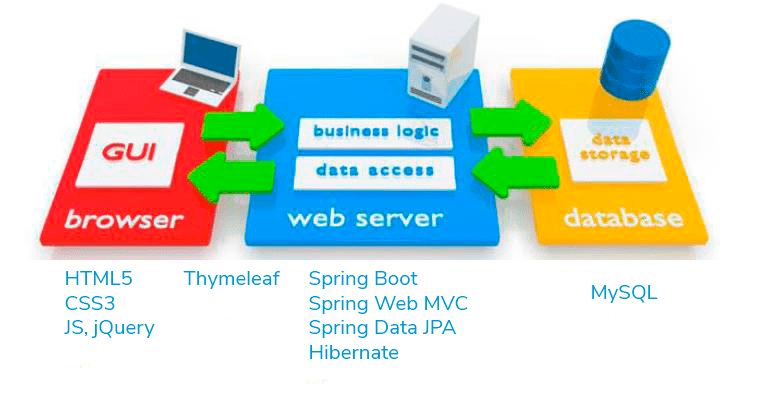 GUI
browser
business logic
data access
web server
data storage
database
HTML5
CSS3
JS, jQuery
Thymeleaf
Spring Boot
Spring Web MVC
Spring Data JPA
Hibernate
MySQL